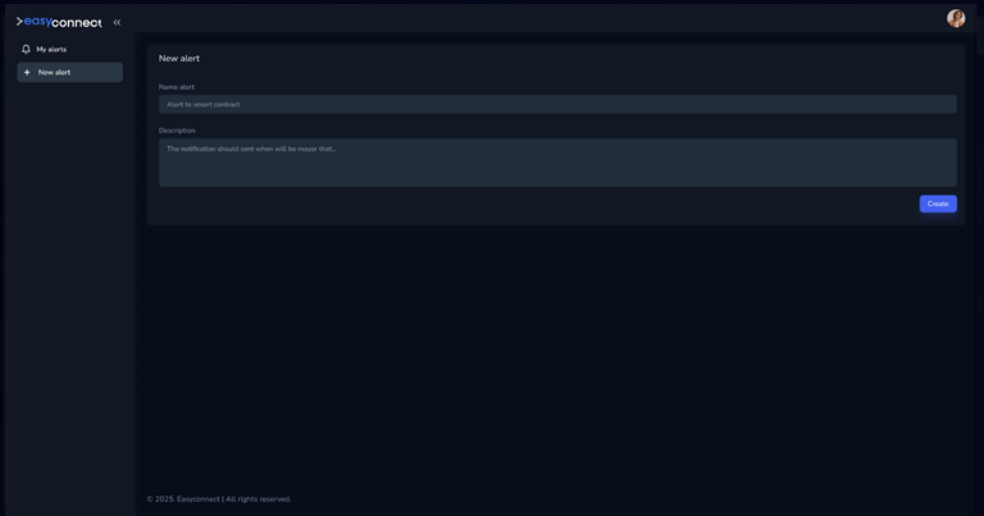 >easyconnect
My alerts
+ New alert
New alert
Name alert
Alert to smart contract
Description
The notification should sent when will be mayer that...
Create
© 2025. Easyconnect | All rights reserved.